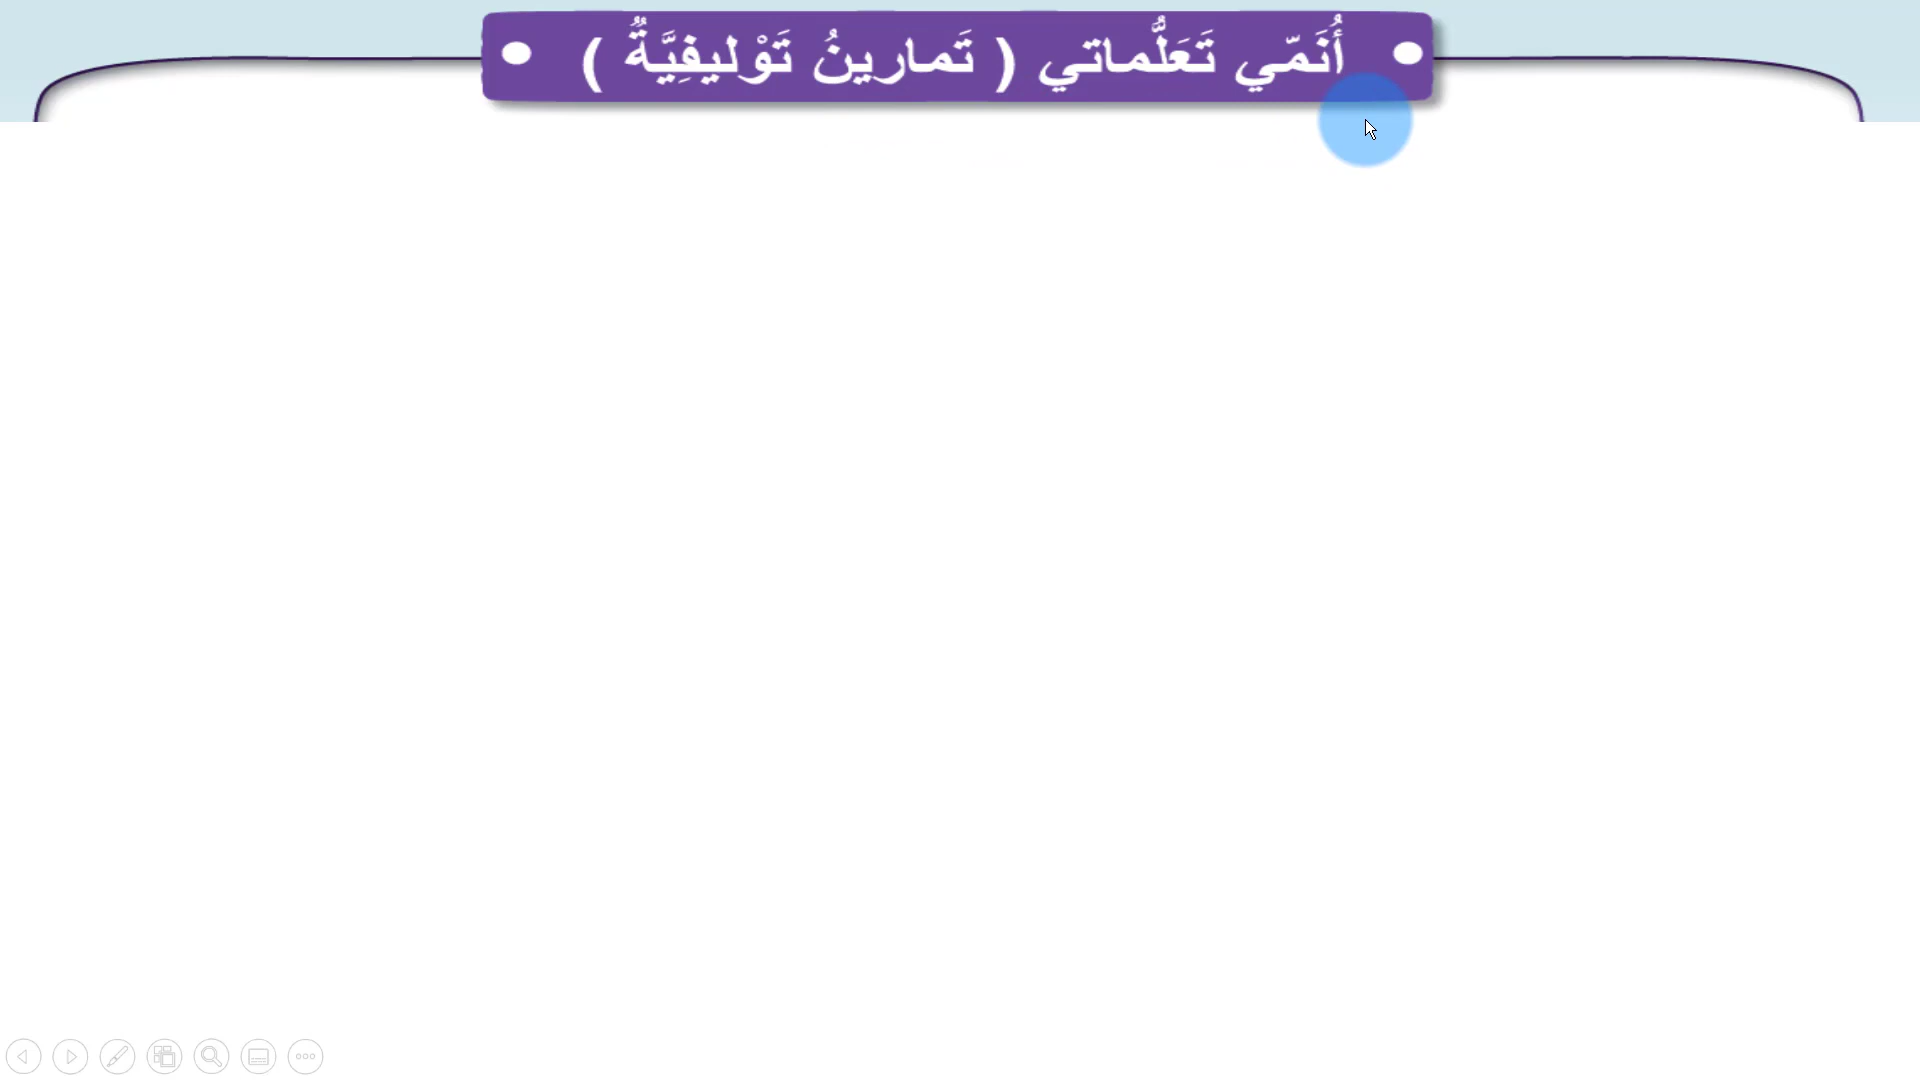 • أُنَمّي تَعَلُّماتي ( تَمارينُ تَوْليفِيَّةٌ ) •